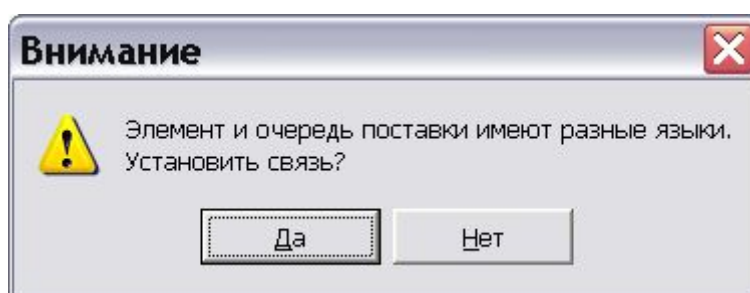 Внимание
Элемент и очередь поставки имеют разные языки.
Установить связь?
Да
Нет